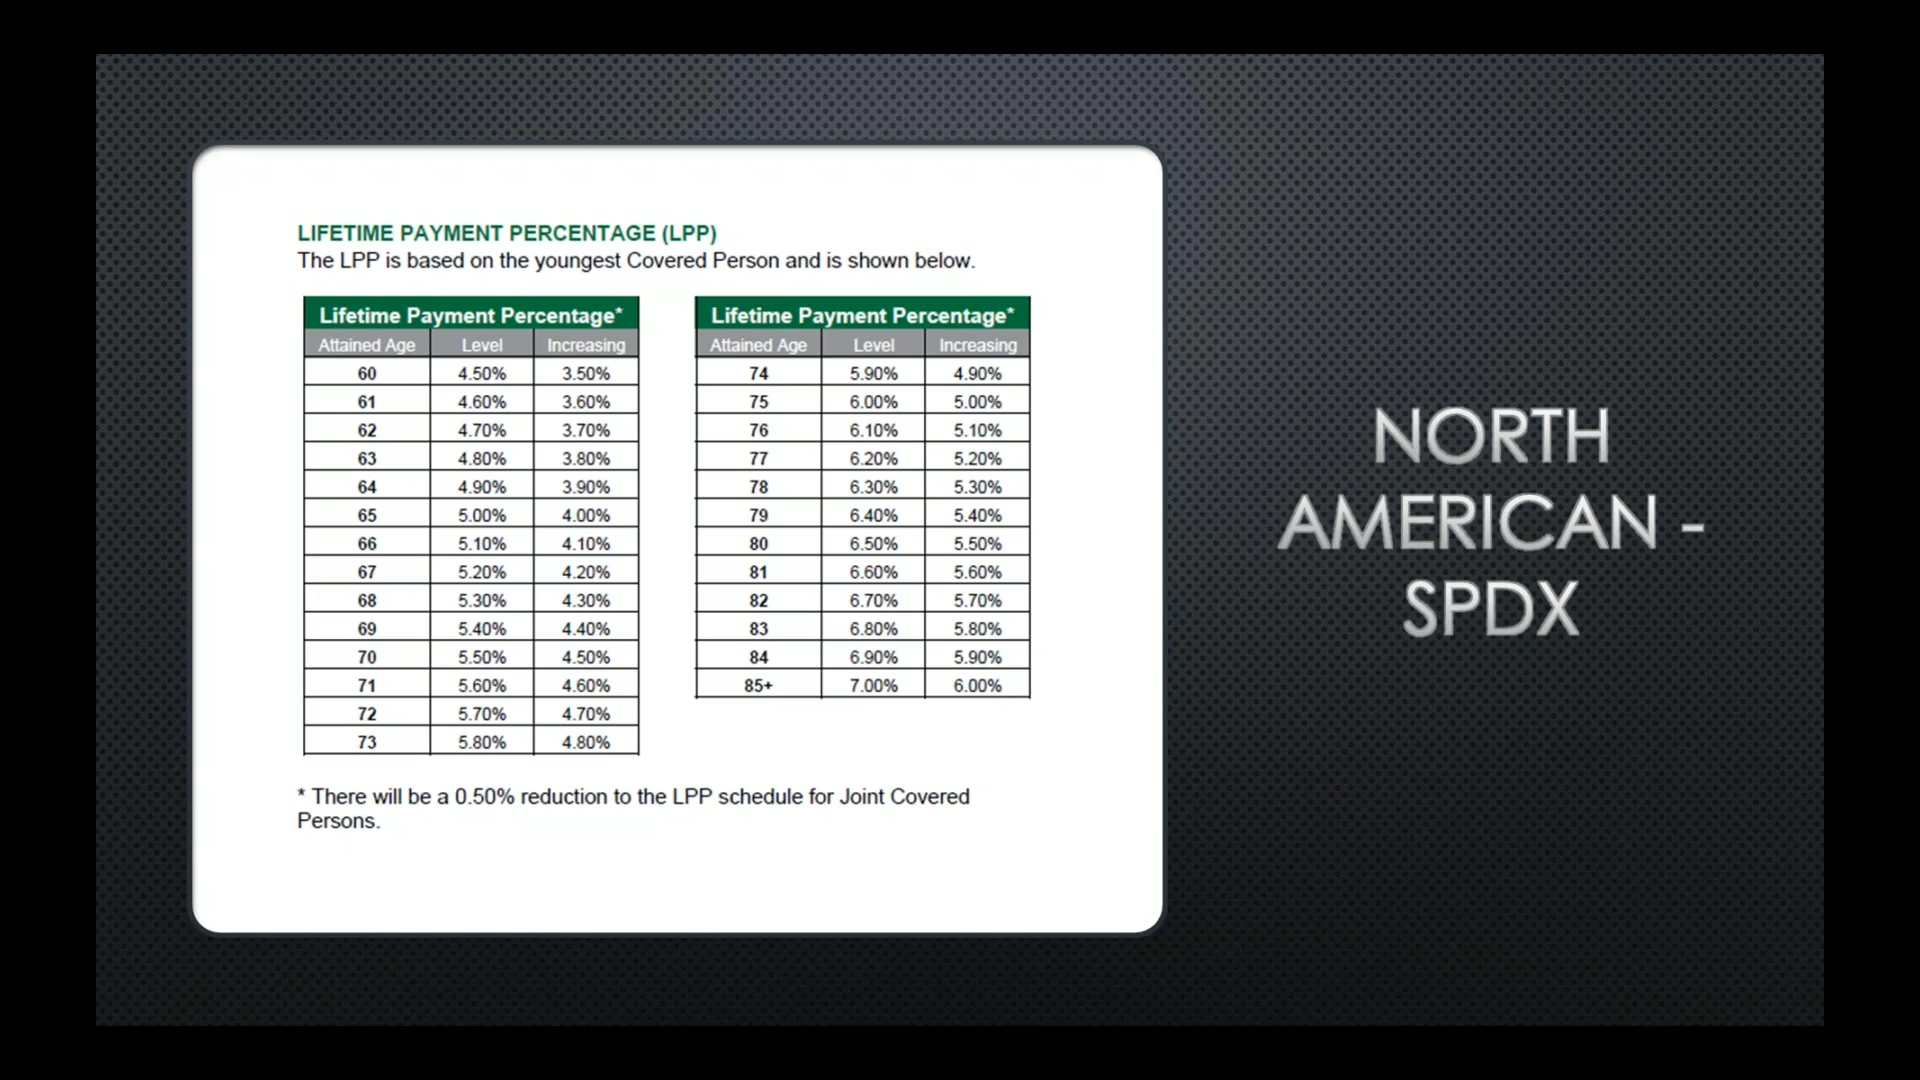 LIFETIME PAYMENT PERCENTAGE (LPP)
The LPP is based on the youngest Covered Person and is shown below.
Lifetime Payment Percentage*
Attained Age Level Increasing
60 4.50% 3.50%
61 4.60% 3.60%
62 4.70% 3.70%
63 4.80% 3.80%
64 4.90% 3.90%
65 5.00% 4.00%
66 5.10% 4.10%
67 5.20% 4.20%
68 5.30% 4.30%
69 5.40% 4.40%
70 5.50% 4.50%
71 5.60% 4.60%
72 5.70% 4.70%
73 5.80% 4.80%
Lifetime Payment Percentage*
Attained Age Level Increasing
74 5.90% 4.90%
75 6.00% 5.00%
76 6.10% 5.10%
77 6.20% 5.20%
78 6.30% 5.30%
79 6.40% 5.40%
80 6.50% 5.50%
81 6.60% 5.60%
82 6.70% 5.70%
83 6.80% 5.80%
84 6.90% 5.90%
85+ 7.00% 6.00%
* There will be a 0.50% reduction to the LPP schedule for Joint Covered
Persons.
NORTH
AMERICAN -
SPDX